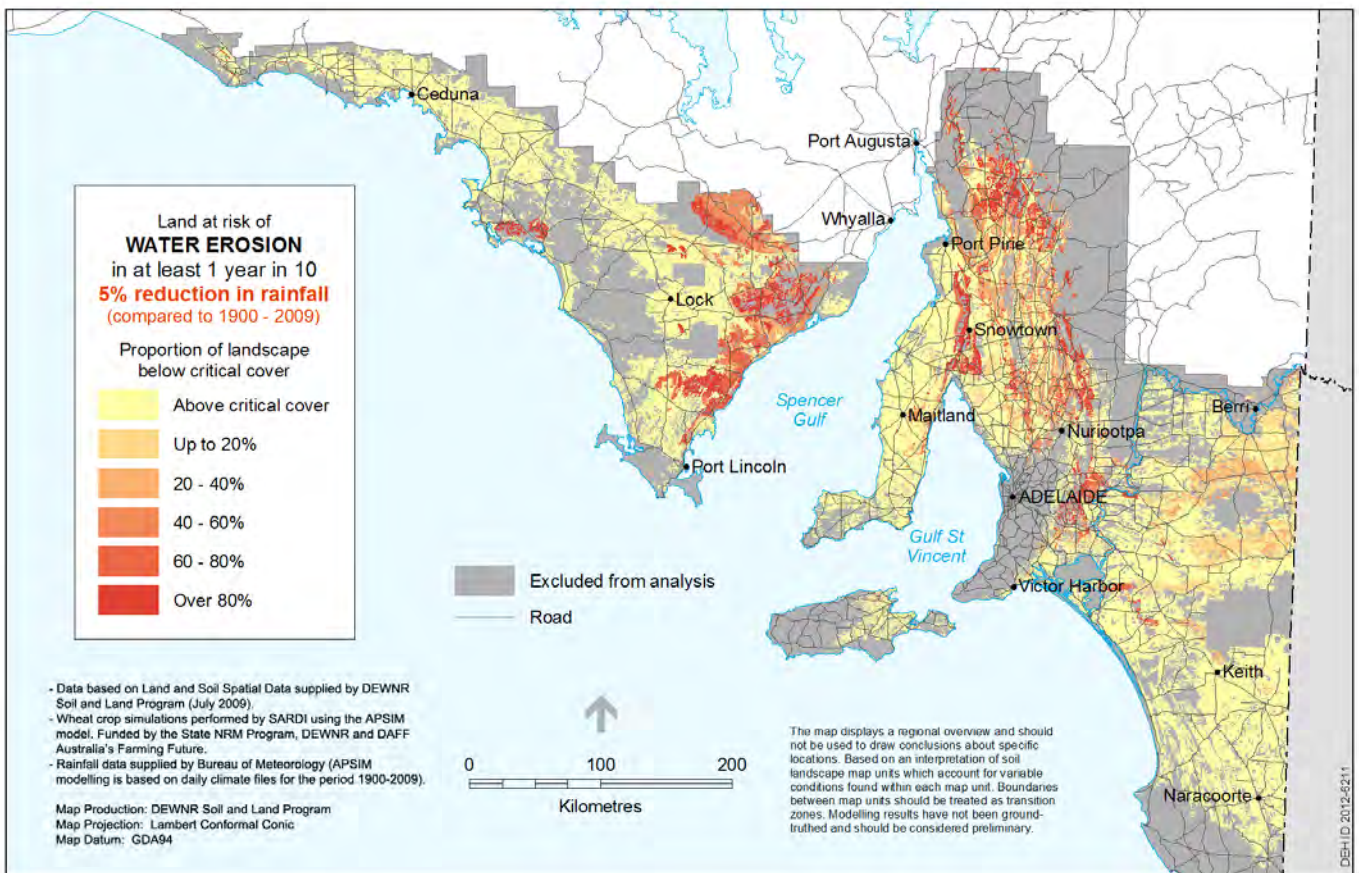 Ceduna
Port Augusta
Whyalla
Port Pirie
Lock
Snowtown
Spencer
Gulf
Maitland
Nuriootpa
Berri
Port Lincoln
ADELAIDE
Gulf St
Vincent
Victor Harbor
Keith
Naracoorte
Land at risk of
WATER EROSION
in at least 1 year in 10
5% reduction in rainfall
(compared to 1900 - 2009)
Proportion of landscape
below critical cover
Above critical cover
Up to 20%
20 - 40%
40 - 60%
60 - 80%
Over 80%
Excluded from analysis
Road
- Data based on Land and Soil Spatial Data supplied by DEWNR
Soil and Land Program (July 2009).
- Wheat crop simulations performed by SARDI using the APSIM
model. Funded by the State NRM Program, DEWNR and DAFF
Australia's Farming Future.
- Rainfall data supplied by Bureau of Meteorology (APSIM
modelling is based on daily climate files for the period 1900-2009).
Map Production: DEWNR Soil and Land Program
Map Projection: Lambert Conformal Conic
Map Datum: GDA94
0 100 200
Kilometres
The map displays a regional overview and should
not be used to draw conclusions about specific
locations. Based on an interpretation of soil
landscape map units which account for variable
conditions found within each map unit. Boundaries
between map units should be treated as transition
zones. Modelling results have not been ground-
truthed and should be considered preliminary.
DEH ID 2012-6211